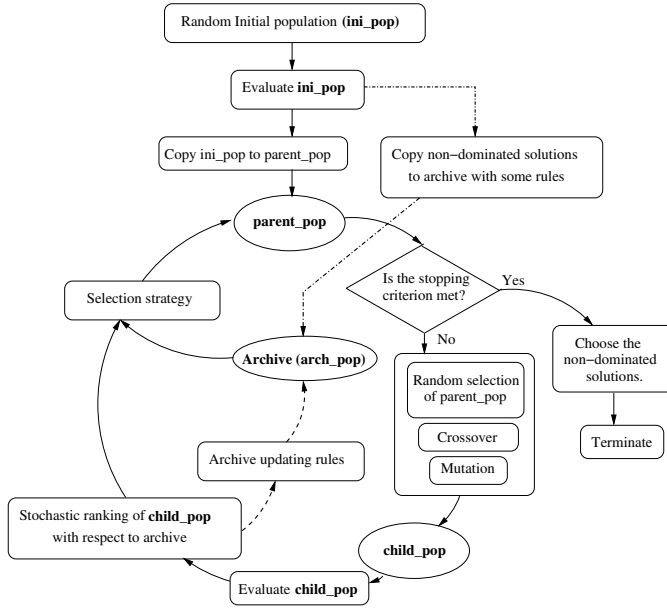 Random Initial population (ini_pop)
Evaluate ini_pop
Copy ini_pop to parent_pop
Copy non−dominated solutions
to archive with some rules
parent_pop
Is the stopping
criterion met?
Yes
No
Selection strategy
Archive (arch_pop)
Choose the
non−dominated
solutions.
Random selection
of parent_pop
Crossover
Mutation
Terminate
Archive updating rules
Stochastic ranking of child_pop
with respect to archive
child_pop
Evaluate child_pop